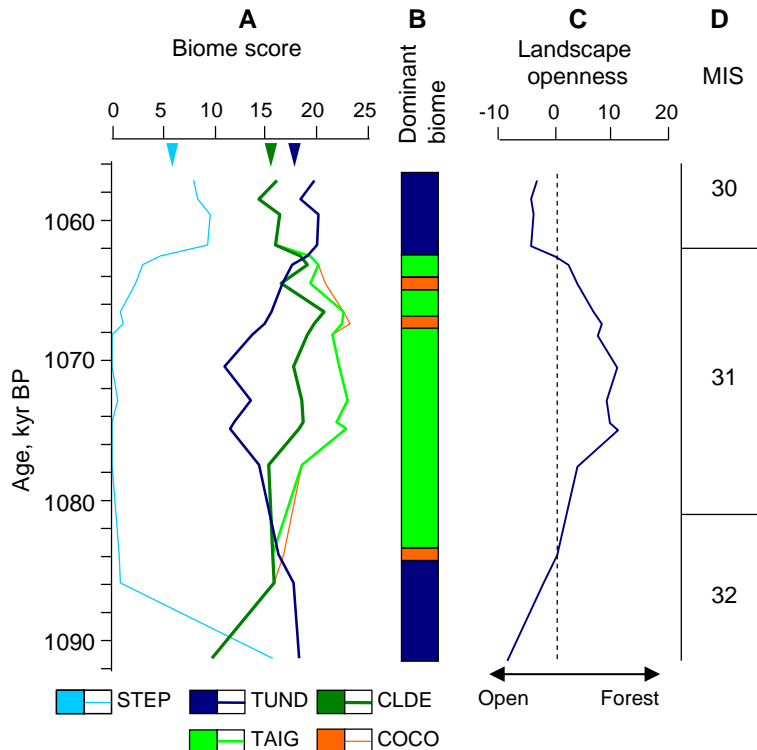 A
B
C
D
Biome score
Dominant
biome
Landscape
openness
MIS
0 5 10 15 20 25
-10 0 10 20
Age, kyr BP
1060
1070
1080
1090
30
31
32
Open
Forest
STEP TUND CLDE
TAIG COCO